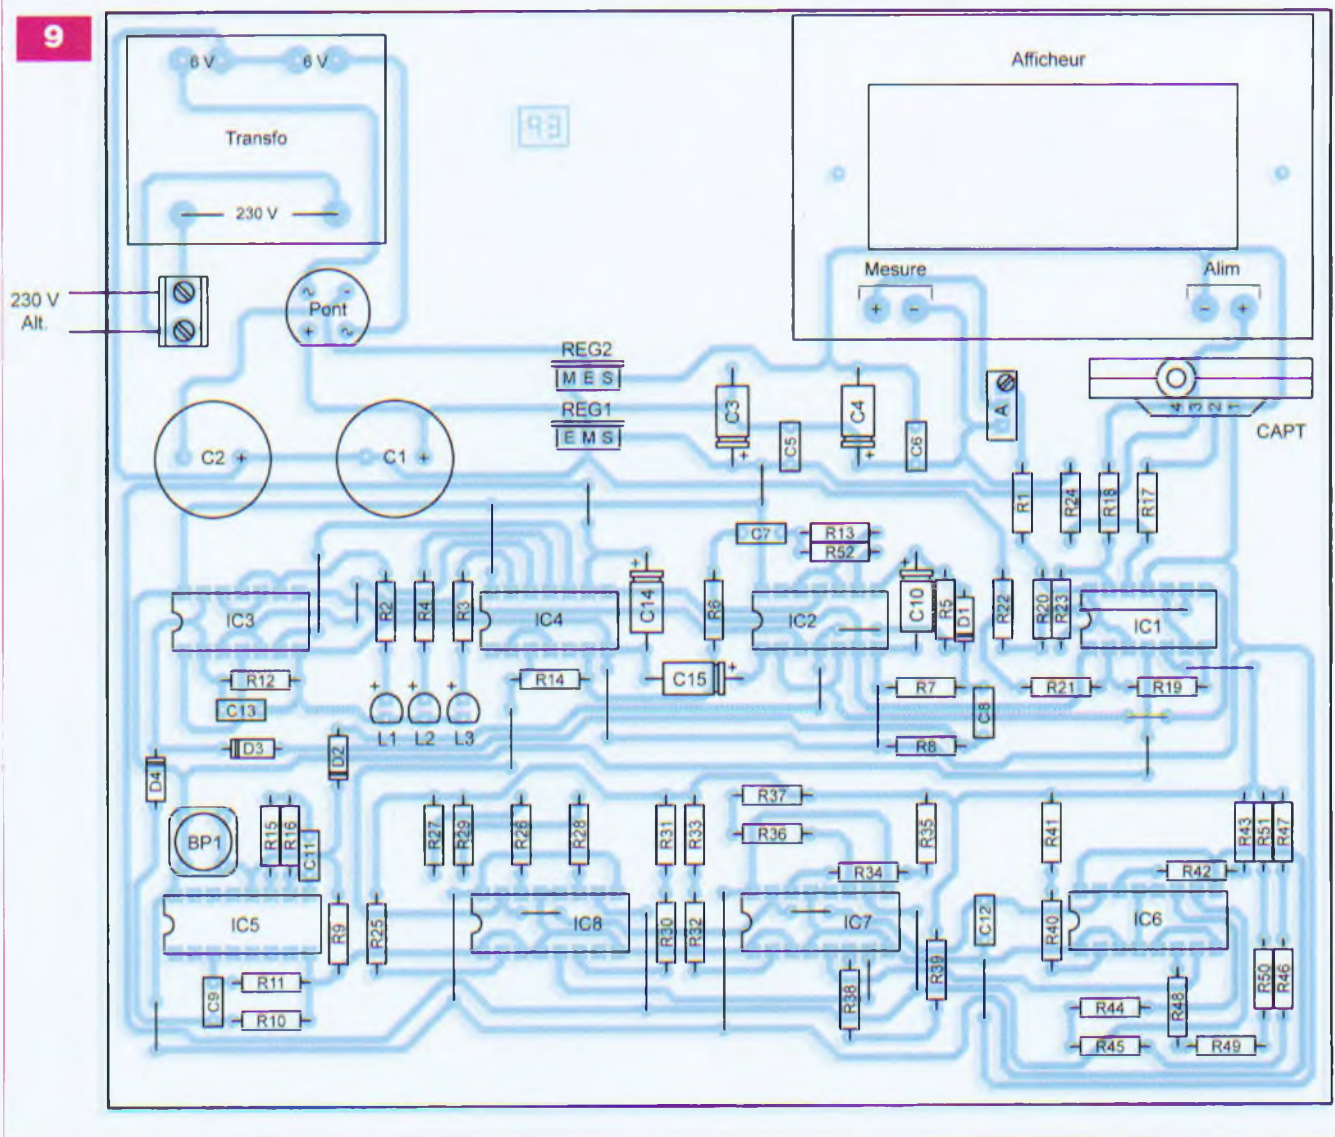 9
6 V 6 V
Transfo
230 V
230 V
Alt.
Pont
~ -
+ ~
Afficheur
Mesure
+ -
Alim
- +
REG2
M E S
REG1
E M S
C2 +
C1 +
C3
+
C5
C4
+
C6
A
4 3 2 1
CAPT
R1
R24
R18
R17
C7
R13
R52
IC3
R2
R4
R3
IC4
C14
+
R6
IC2
C10
+
R5
D1
R22
R20
R23
IC1
R12
C13
R14
C15
+
R7
C8
R8
R21
R19
+
L1
+
L2
+
L3
D3
D2
D4
BP1
R15
R16
C11
R27
R29
R26
R28
R31
R33
R37
R36
R34
R35
R41
R42
R43
R51
R47
IC5
R9
R25
IC8
R30
R32
IC7
R39
C12
R40
IC6
R11
C9
R10
R38
R44
R45
R48
R49
R50
R46